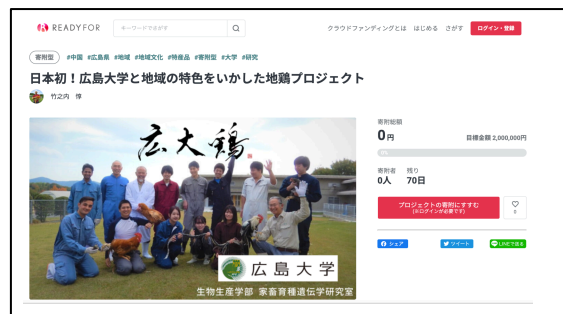 READYFOR
キーワードでさがす
クラウドファンディングとは はじめる さがす ログイン・登録
寄附型 #中国 #広島県 #地域 #地域文化 #特産品 #寄附型 #大学 #研究
日本初！広島大学と地域の特色をいかした地鶏プロジェクト
竹之内 惇
広大鶏
広島大学
生物生産学部 家畜育種遺伝学研究室
寄附総額
0円 目標金額 2,000,000円
0%
寄附者 残り
0人 70日
プロジェクトの寄附にすすむ
(※ログインが必要です)
0
シェア ツイート LINEで送る